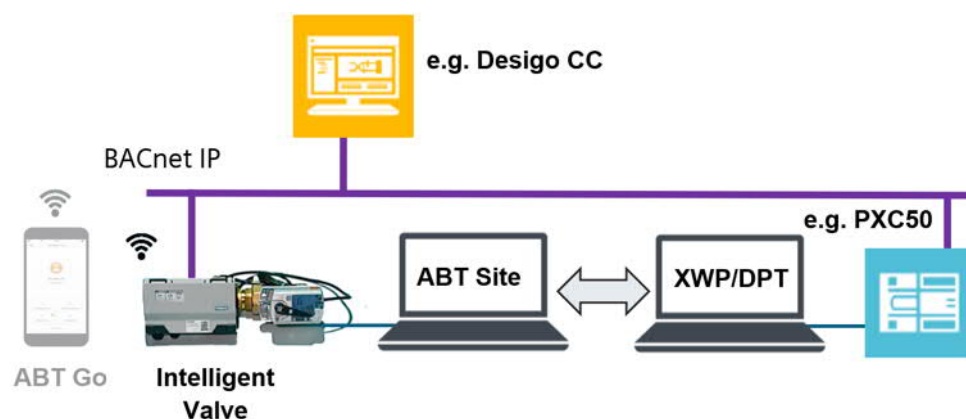 e.g. Desigo CC
BACnet IP
e.g. PXC50
ABT Site
XWP/DPT
ABT Go
Intelligent
Valve